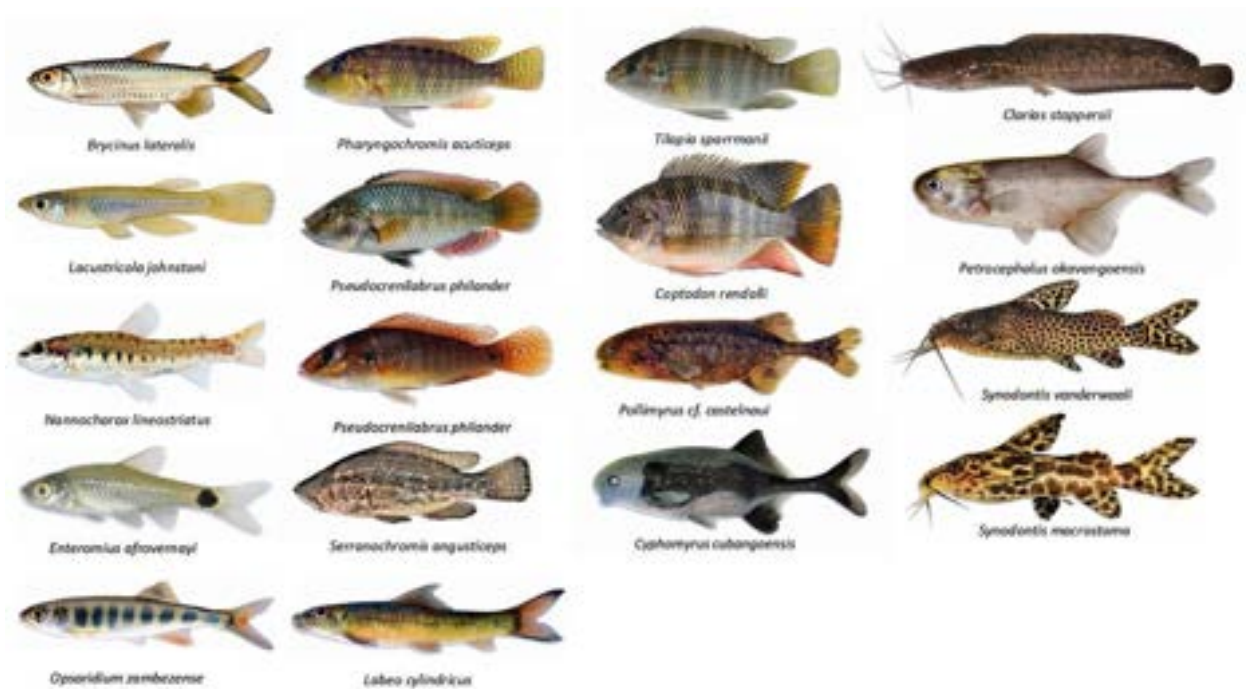 Brycinus lateralis
Pharyngochromis acuticeps
Tilapia sparrmanii
Clarias stappersii
Lacustricola johnstoni
Pseudocrenilabrus philander
Coptodon rendalli
Petrocephalus okavangoensis
Nannocharax lineostriatus
Pseudocrenilabrus philander
Pollimyrus cf. castelnaui
Synodontis vanderwaali
Enteromius afrovernayi
Serranochromis angusticeps
Cyphomyrus cubangoensis
Synodontis macrostoma
Opsaridium zambezense
Labeo cylindricus